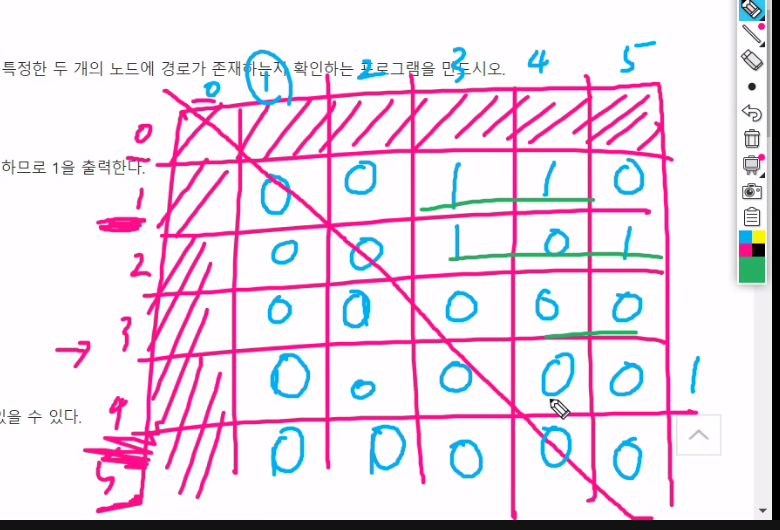 특정한 두 개의 노드에 경로가 존재하는지 확인하는 프로그램을 만드시오.
0 1 2 3 4 5
0
하므로 1을 출력한다.
1 0 0 1 1 0
2 0 0 1 0 1
3 0 0 0 0 0
4 0 0 0 0 0 1
있을 수 있다.
5 0 0 0 0 0